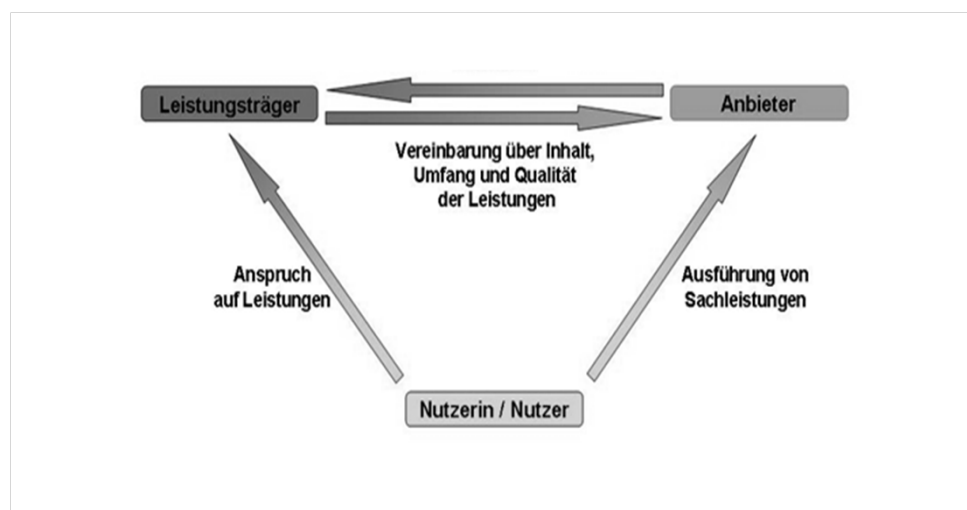 Leistungsträger
Anbieter
Vereinbarung über Inhalt,
Umfang und Qualität
der Leistungen
Anspruch
auf Leistungen
Ausführung von
Sachleistungen
Nutzerin / Nutzer